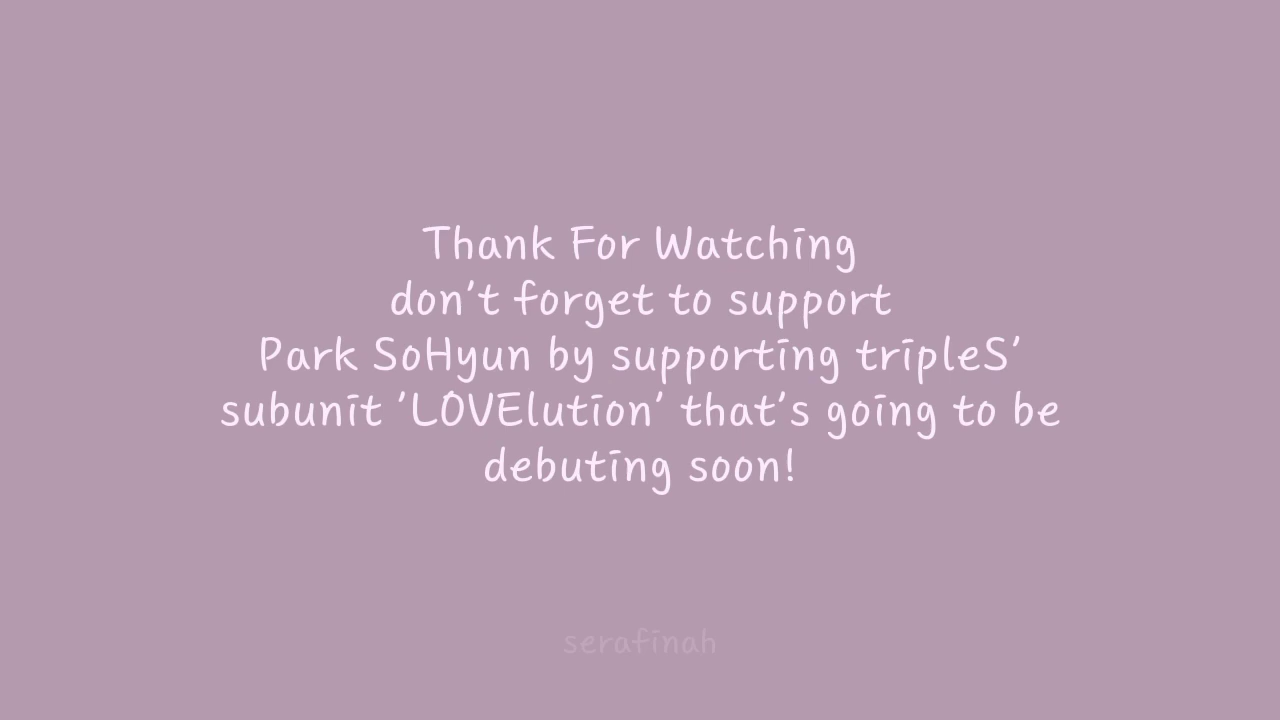 Thank For Watching
don't forget to support
Park SoHyun by supporting tripleS'
subunit 'LOVElution' that's going to be
debuting soon!
serafinah